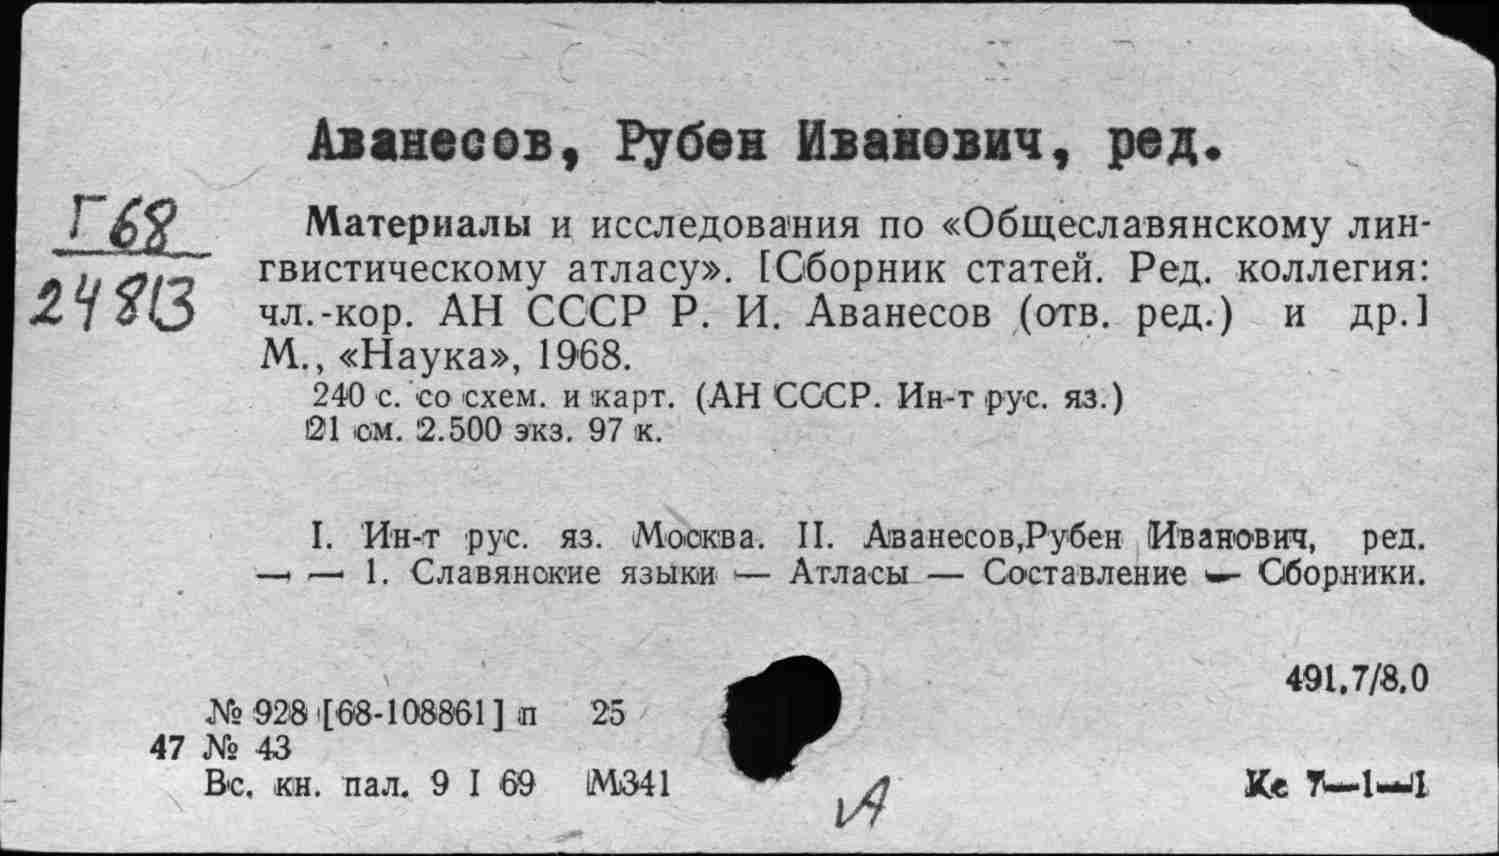 Аванесов, Рубен Иванович, ред.
Г68
24813
Материалы и исследования по «Общеславянскому лин-
гвистическому атласу». [Сборник статей. Ред. коллегия:
чл.-кор. АН СССР Р. И. Аванесов (отв. ред.) и др.]
М., «Наука», 1968.
240 с. со схем. и карт. (АН СССР. Ин-т рус. яз.)
21 см. 2.500 экз. 97 к.
I. Ин-т рус. яз. Москва. II. Аванесов,Рубен Иванович, ред.
— — 1. Славянские языки — Атласы — Составление — Сборники.
491.7/8.0
№ 928 [68-108861] п 25
47 № 43
Вс. кн. пал. 9 I 69 М341
Кс 7—1—1